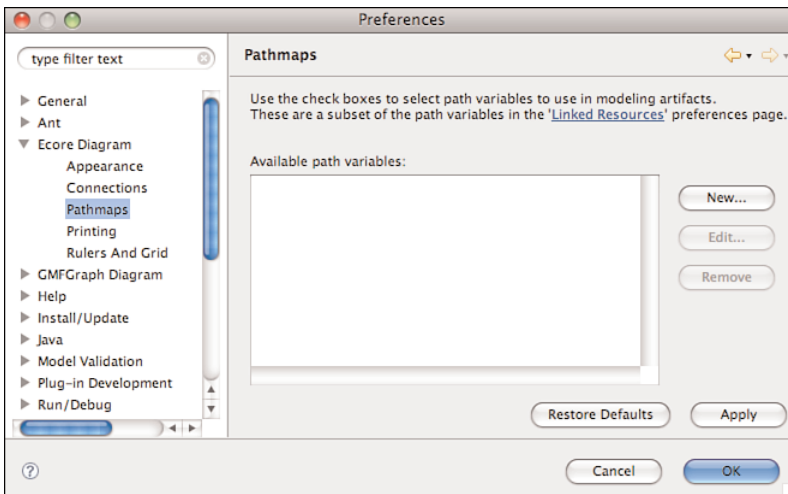 Preferences
type filter text
General
Ant
Ecore Diagram
Appearance
Connections
Pathmaps
Printing
Rulers And Grid
GMFGraph Diagram
Help
Install/Update
Java
Model Validation
Plug-in Development
Run/Debug
Pathmaps
Use the check boxes to select path variables to use in modeling artifacts.
These are a subset of the path variables in the 'Linked Resources' preferences page.
Available path variables:
New...
Edit...
Remove
Restore Defaults
Apply
?
Cancel
OK